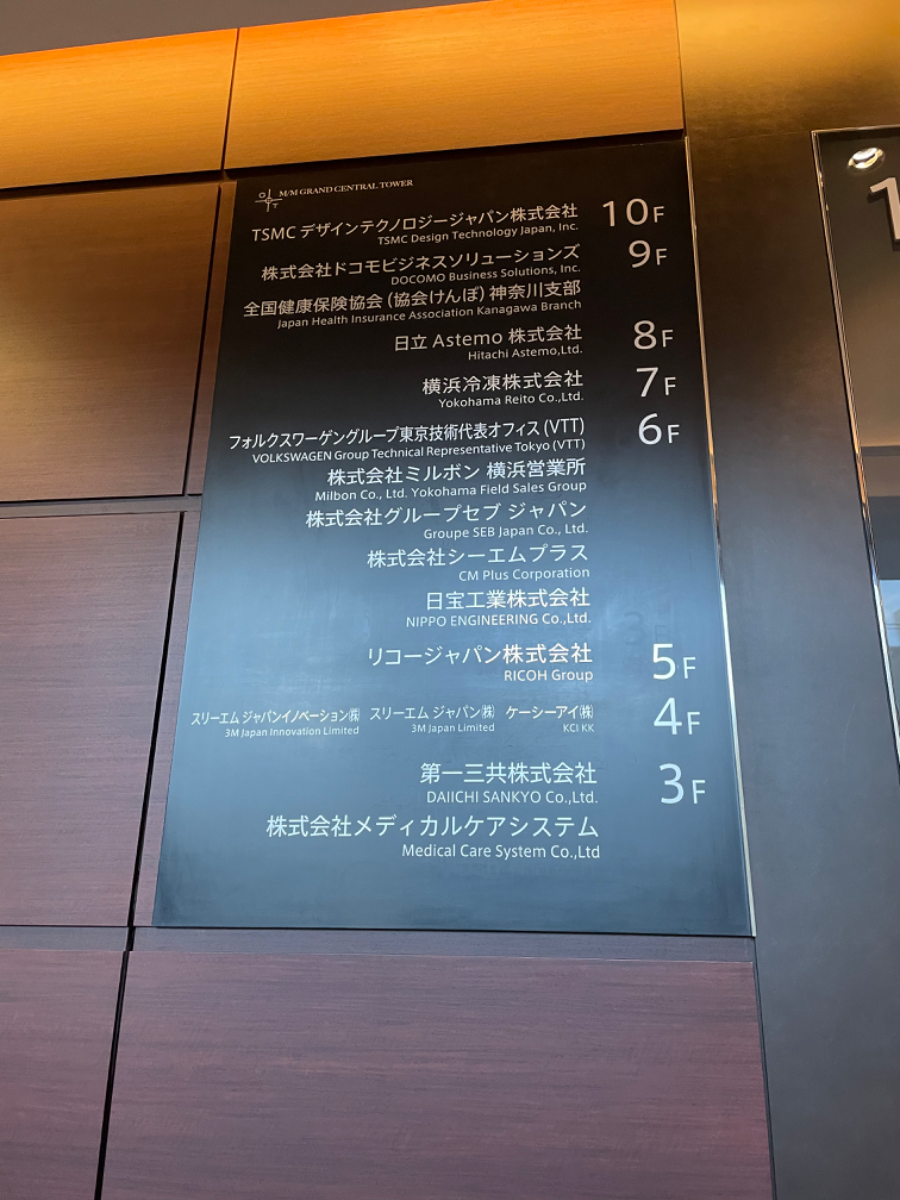 M/M GRAND CENTRAL TOWER
TSMC デザインテクノロジージャパン株式会社 10F
TSMC Design Technology Japan, Inc.
株式会社ドコモビジネスソリューションズ 9F
DOCOMO Business Solutions, Inc.
全国健康保険協会(協会けんぽ)神奈川支部
Japan Health Insurance Association Kanagawa Branch
日立 Astemo 株式会社 8F
Hitachi Astemo,Ltd.
横浜冷凍株式会社 7F
Yokohama Reito Co.,Ltd.
フォルクスワーゲングループ東京技術代表オフィス(VTT) 6F
VOLKSWAGEN Group Technical Representative Tokyo (VTT)
株式会社ミルボン 横浜営業所
Milbon Co., Ltd. Yokohama Field Sales Group
株式会社グループセブ ジャパン
Groupe SEB Japan Co., Ltd.
株式会社シーエムプラス
CM Plus Corporation
日宝工業株式会社
NIPPO ENGINEERING Co.,Ltd.
リコージャパン株式会社 5F
RICOH Group
スリーエム ジャパンイノベーション㈱ スリーエム ジャパン㈱ ケーシーアイ㈱ 4F
3M Japan Innovation Limited 3M Japan Limited KCI KK
第一三共株式会社 3F
DAIICHI SANKYO Co.,Ltd.
株式会社メディカルケアシステム
Medical Care System Co.,Ltd
1